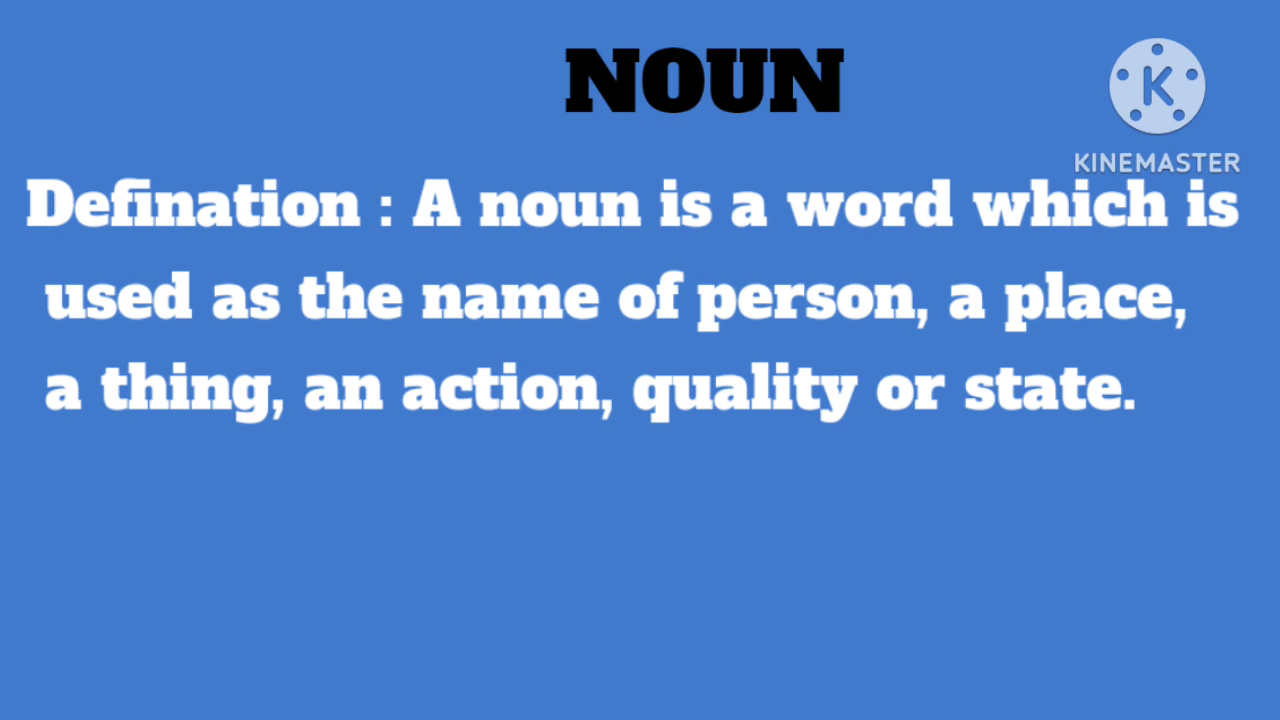 NOUN
KINEMASTER
Defination : A noun is a word which is
used as the name of person, a place,
a thing, an action, quality or state.